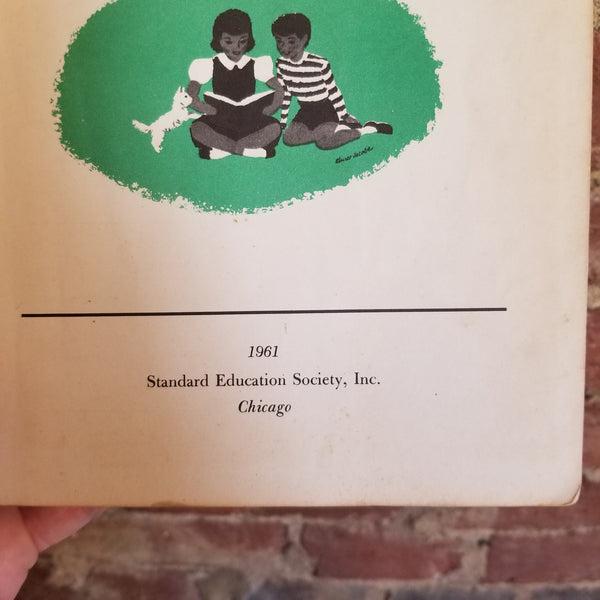 1961
Standard Education Society, Inc.
Chicago